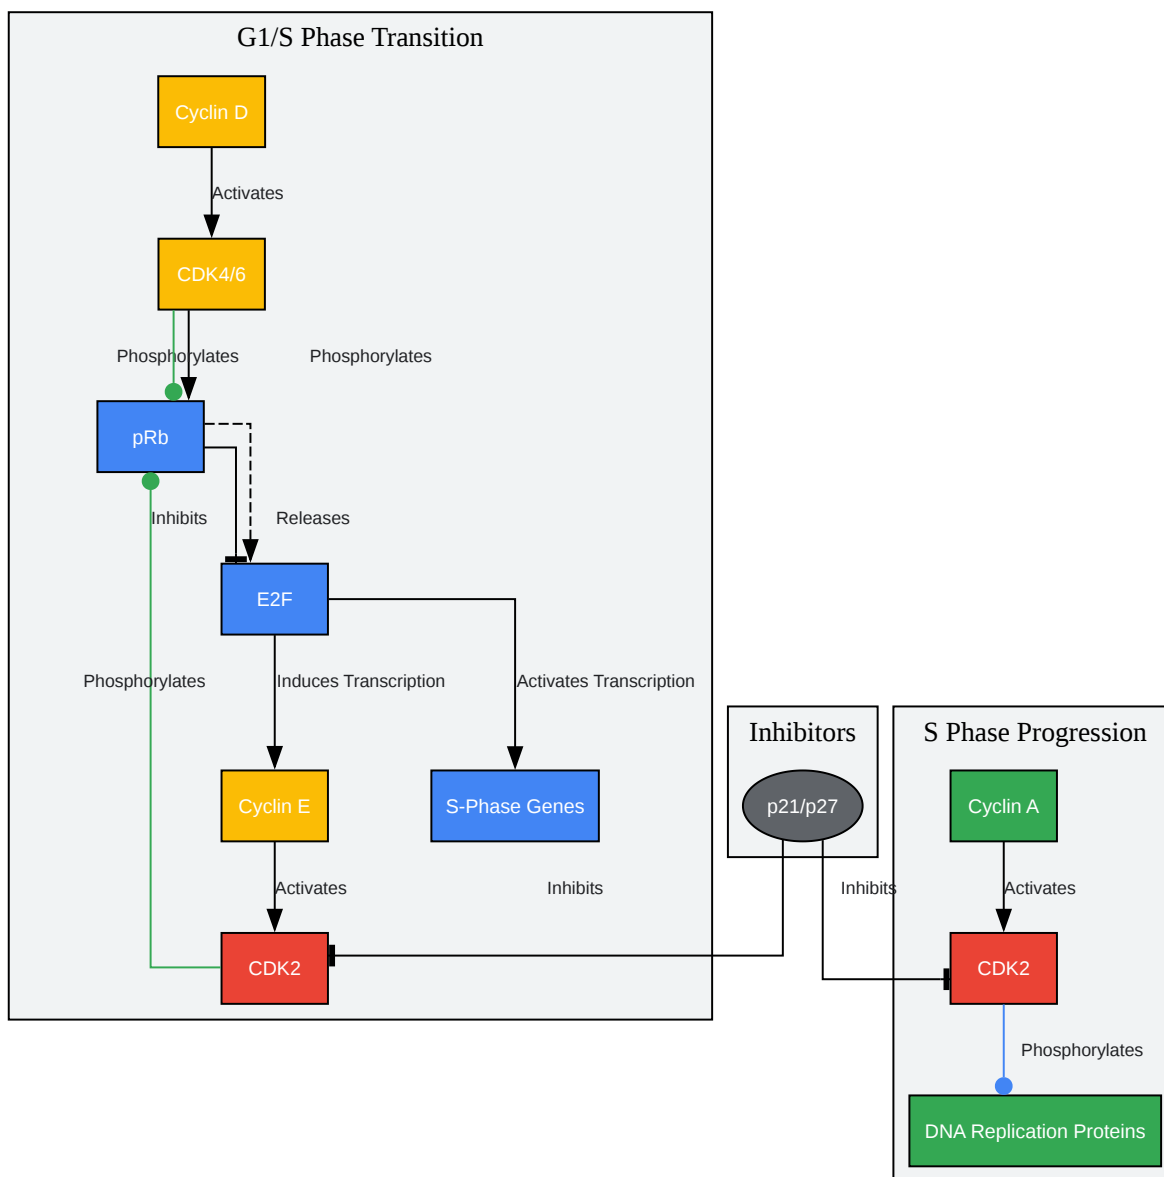 G1/S Phase Transition
Cyclin D
Activates
CDK4/6
Phosphorylates
Phosphorylates
pRb
Inhibits
Releases
E2F
Phosphorylates
Induces Transcription
Activates Transcription
Inhibitors
S Phase Progression
Cyclin E
S-Phase Genes
p21/p27
Cyclin A
Activates
Inhibits
Inhibits
Activates
CDK2
CDK2
Phosphorylates
DNA Replication Proteins